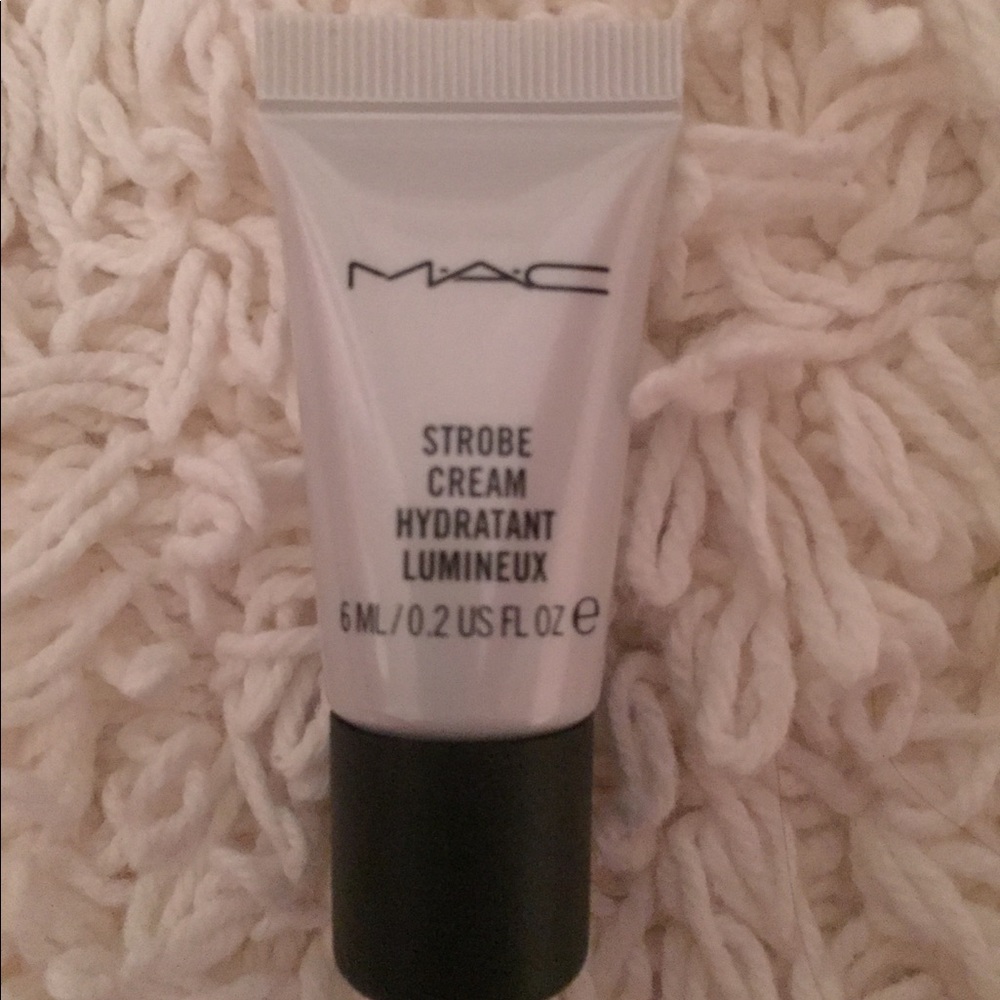 M·A·C
STROBE
CREAM
HYDRATANT
LUMINEUX
6 ML/0.2 US FL OZ e